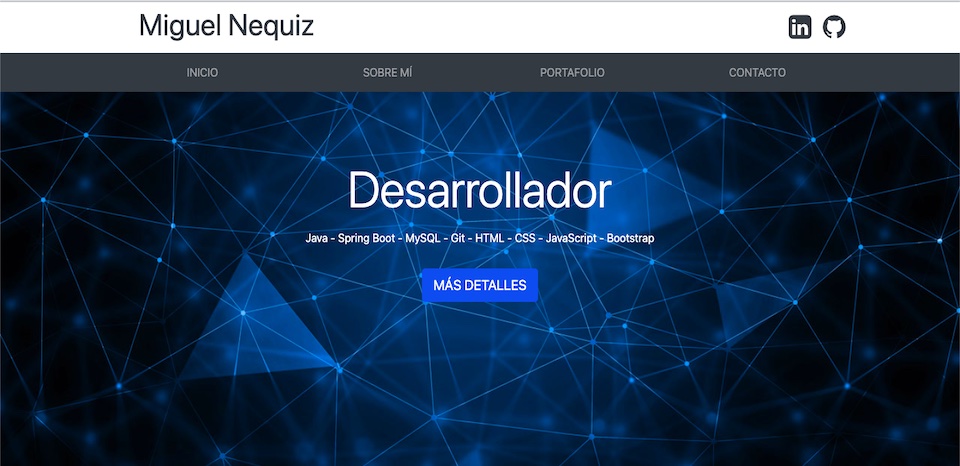 Miguel Nequiz
INICIO SOBRE MÍ PORTAFOLIO CONTACTO
Desarrollador
Java - Spring Boot - MySQL - Git - HTML - CSS - JavaScript - Bootstrap
MÁS DETALLES